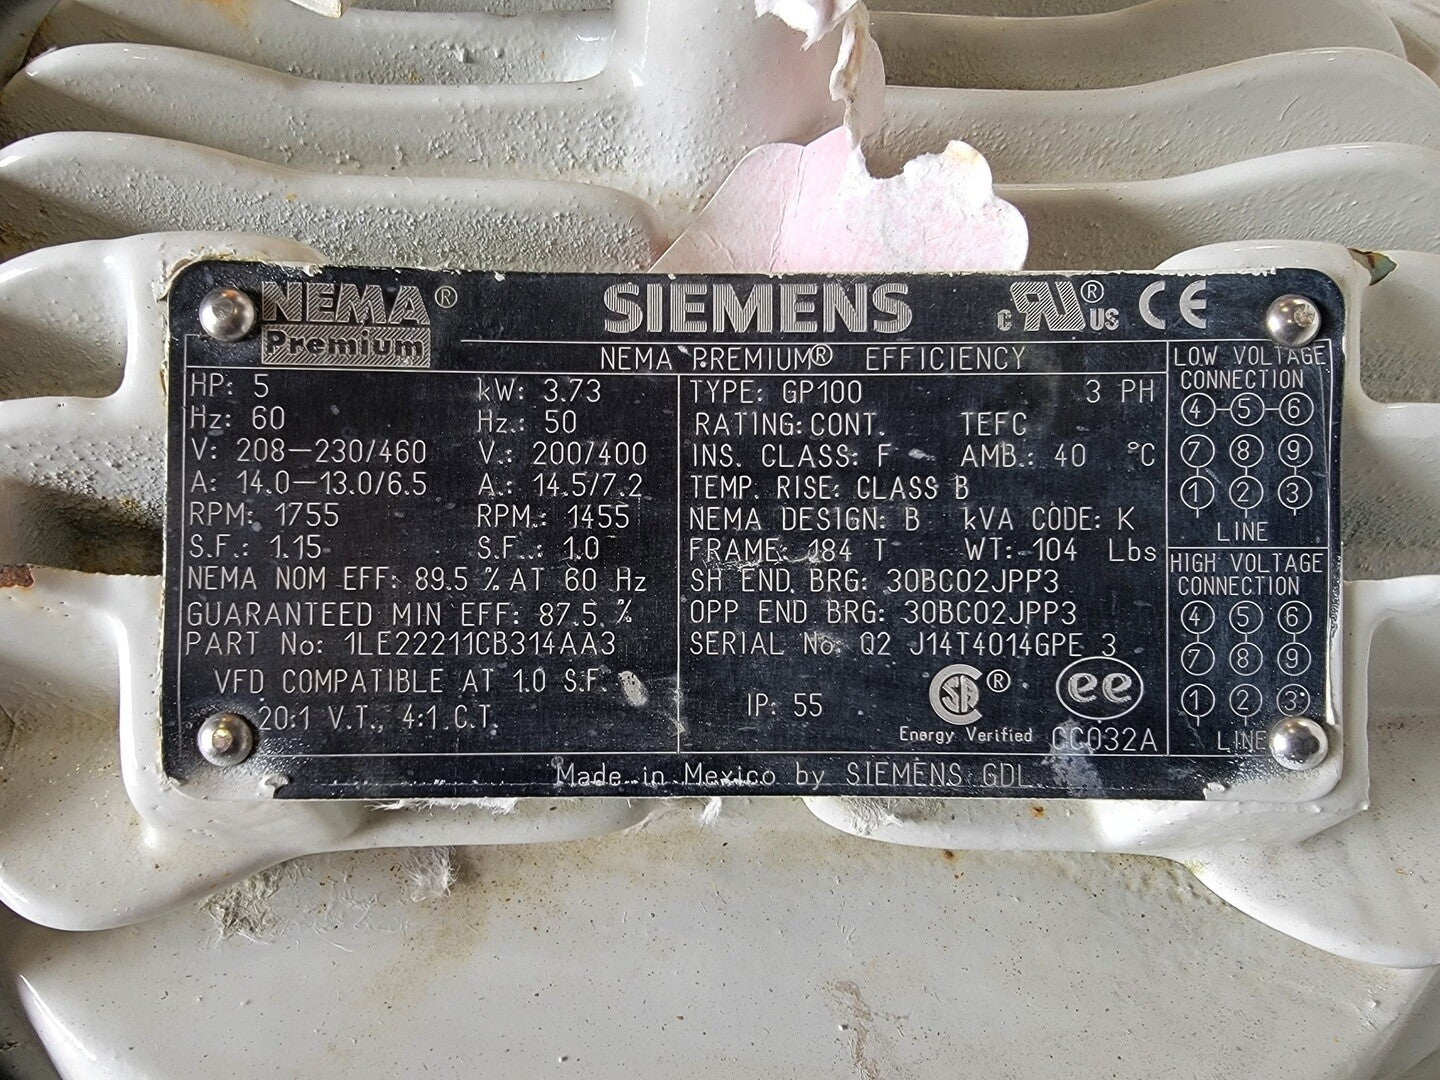 NEMA®
Premium
SIEMENS
c RU® US CE
NEMA PREMIUM® EFFICIENCY
HP: 5 kW: 3.73
Hz: 60 Hz.: 50
V: 208-230/460 V.: 200/400
A: 14.0-13.0/6.5 A.: 14.5/7.2
RPM: 1755 RPM.: 1455
S.F.: 1.15 S.F..: 1.0
NEMA NOM EFF: 89.5 % AT 60 Hz
GUARANTEED MIN EFF: 87.5 %
PART No: 1LE22211CB314AA3
VFD COMPATIBLE AT 1.0 S.F.
20:1 V.T., 4:1 C.T.
TYPE: GP100 3 PH
RATING: CONT. TEFC
INS. CLASS: F AMB.: 40 °C
TEMP. RISE: CLASS B
NEMA DESIGN: B kVA CODE: K
FRAME: 184 T WT: 104 Lbs
SH END BRG: 30BC02JPP3
OPP END BRG: 30BC02JPP3
SERIAL No: Q2 J14T4014GPE 3
IP: 55
SA® ee
Energy Verified CC032A
LOW VOLTAGE
CONNECTION
4-5-6
7 8 9
1 2 3
LINE
HIGH VOLTAGE
CONNECTION
4 5 6
7 8 9
1 2 3
LINE
Made in Mexico by SIEMENS GDL